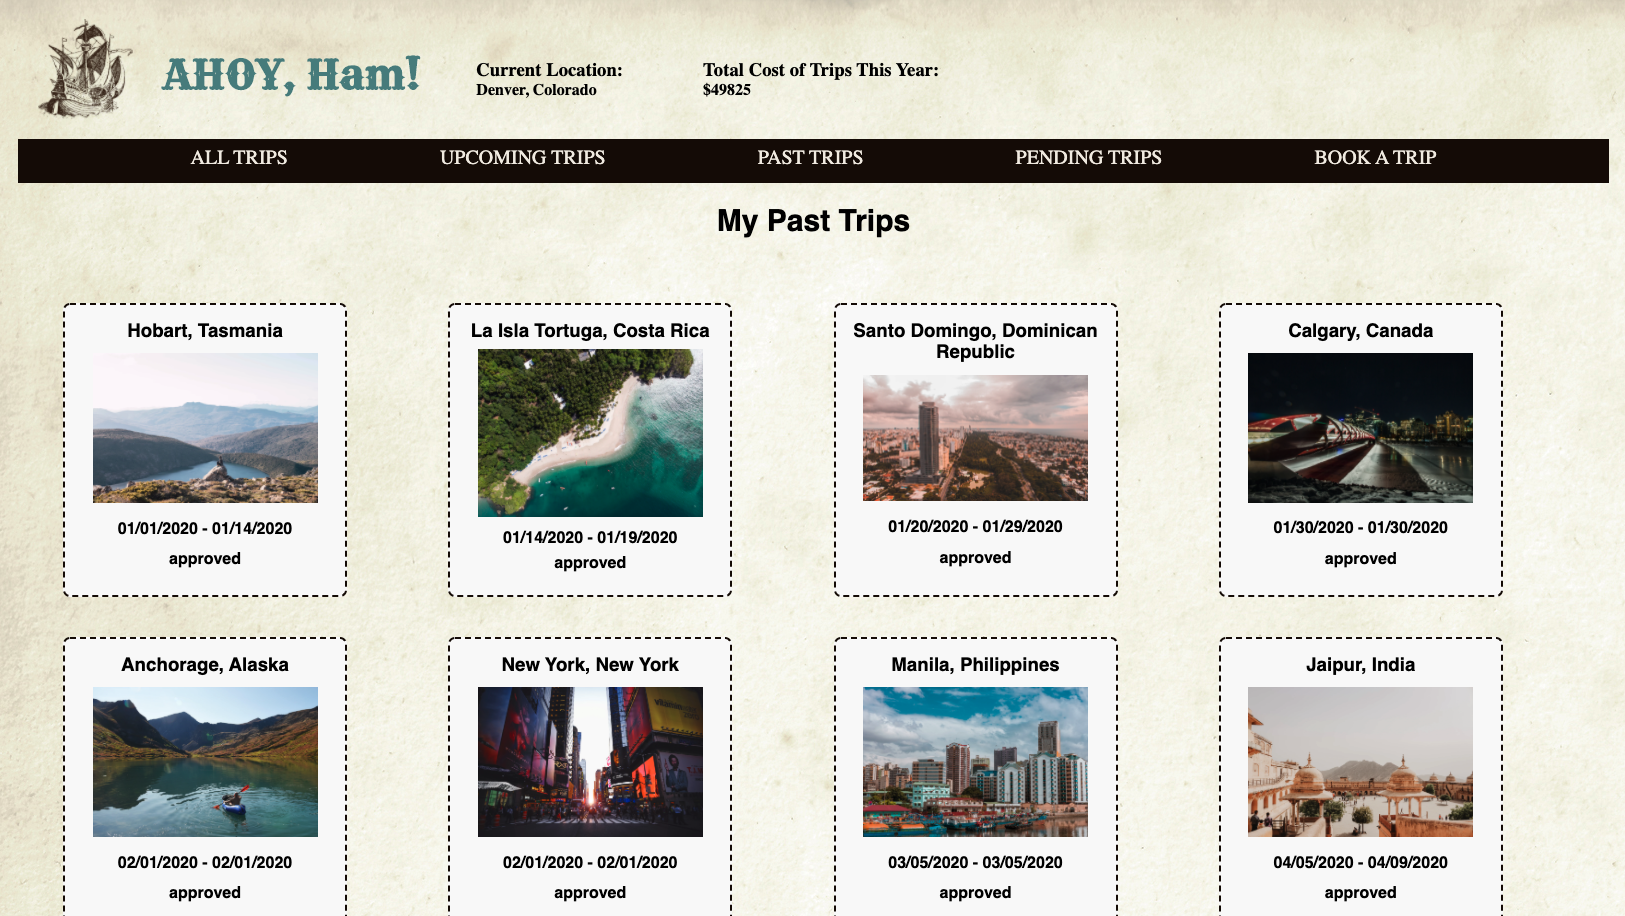 AHOY, Ham!
Current Location:
Denver, Colorado
Total Cost of Trips This Year:
$49825
ALL TRIPS
UPCOMING TRIPS
PAST TRIPS
PENDING TRIPS
BOOK A TRIP
My Past Trips
Hobart, Tasmania
01/01/2020 - 01/14/2020
approved
La Isla Tortuga, Costa Rica
01/14/2020 - 01/19/2020
approved
Santo Domingo, Dominican
Republic
01/20/2020 - 01/29/2020
approved
Calgary, Canada
01/30/2020 - 01/30/2020
approved
Anchorage, Alaska
02/01/2020 - 02/01/2020
approved
New York, New York
02/01/2020 - 02/01/2020
approved
Manila, Philippines
03/05/2020 - 03/05/2020
approved
Jaipur, India
04/05/2020 - 04/09/2020
approved